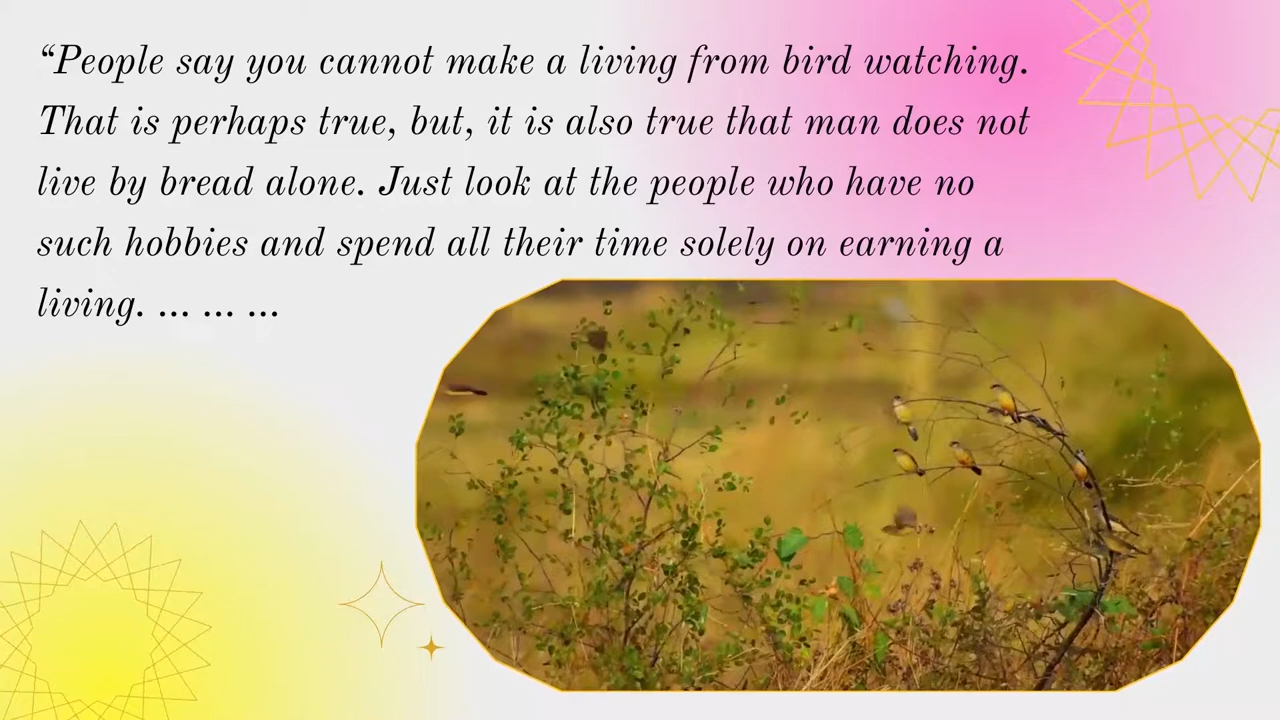 “People say you cannot make a living from bird watching.
That is perhaps true, but, it is also true that man does not
live by bread alone. Just look at the people who have no
such hobbies and spend all their time solely on earning a
living. ... ... ...